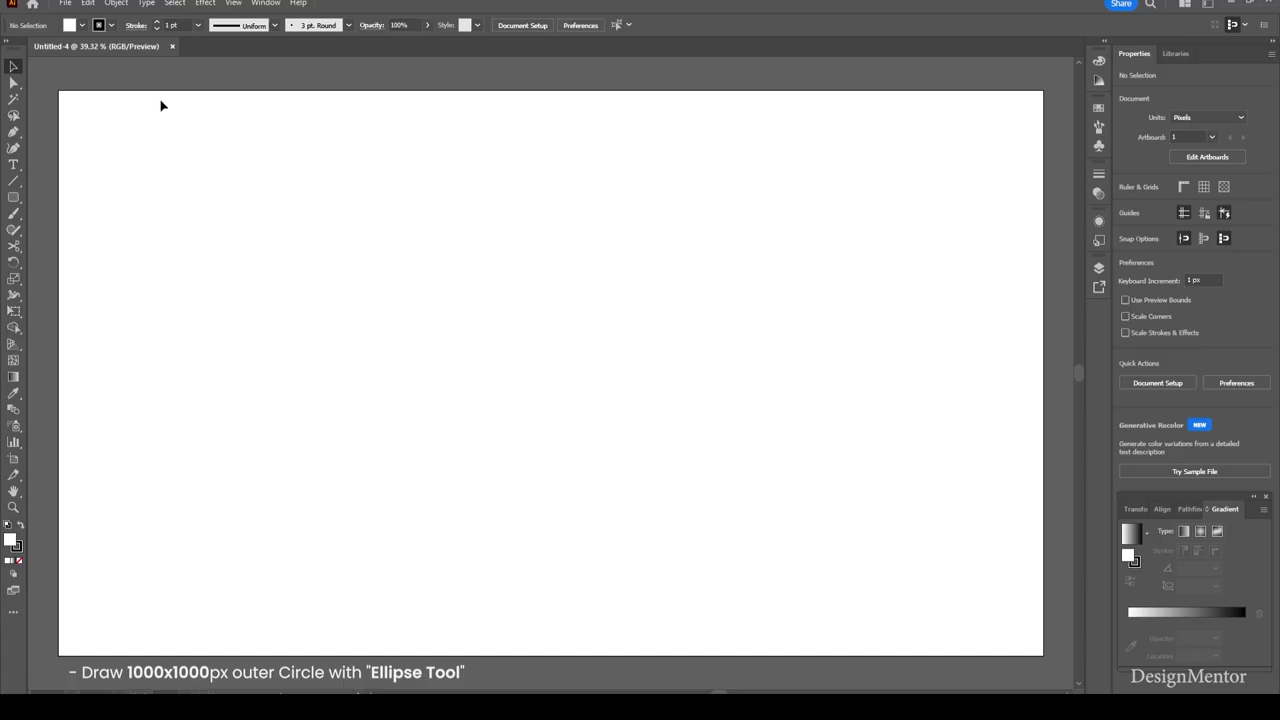 File Edit Object Type Select Effect View Window Help
Share
No Selection
Stroke: 1 pt Uniform 3 pt. Round Opacity: 100% Style: Document Setup Preferences
Untitled-4 @ 39.32 % (RGB/Preview)
Properties Libraries
No Selection
Document
Units: Pixels
Artboard: 1
Edit Artboards
Ruler & Grids
Guides
Snap Options
Preferences
Keyboard Increment: 1 px
Use Preview Bounds
Scale Corners
Scale Strokes & Effects
Quick Actions
Document Setup Preferences
Generative Recolor NEW
Generate color variations from a detailed
text description
Try Sample File
Transfo Align Pathfin Gradient
Type:
Stroke:
Opacity:
Location:
- Draw 1000x1000px outer Circle with "Ellipse Tool"
DesignMentor